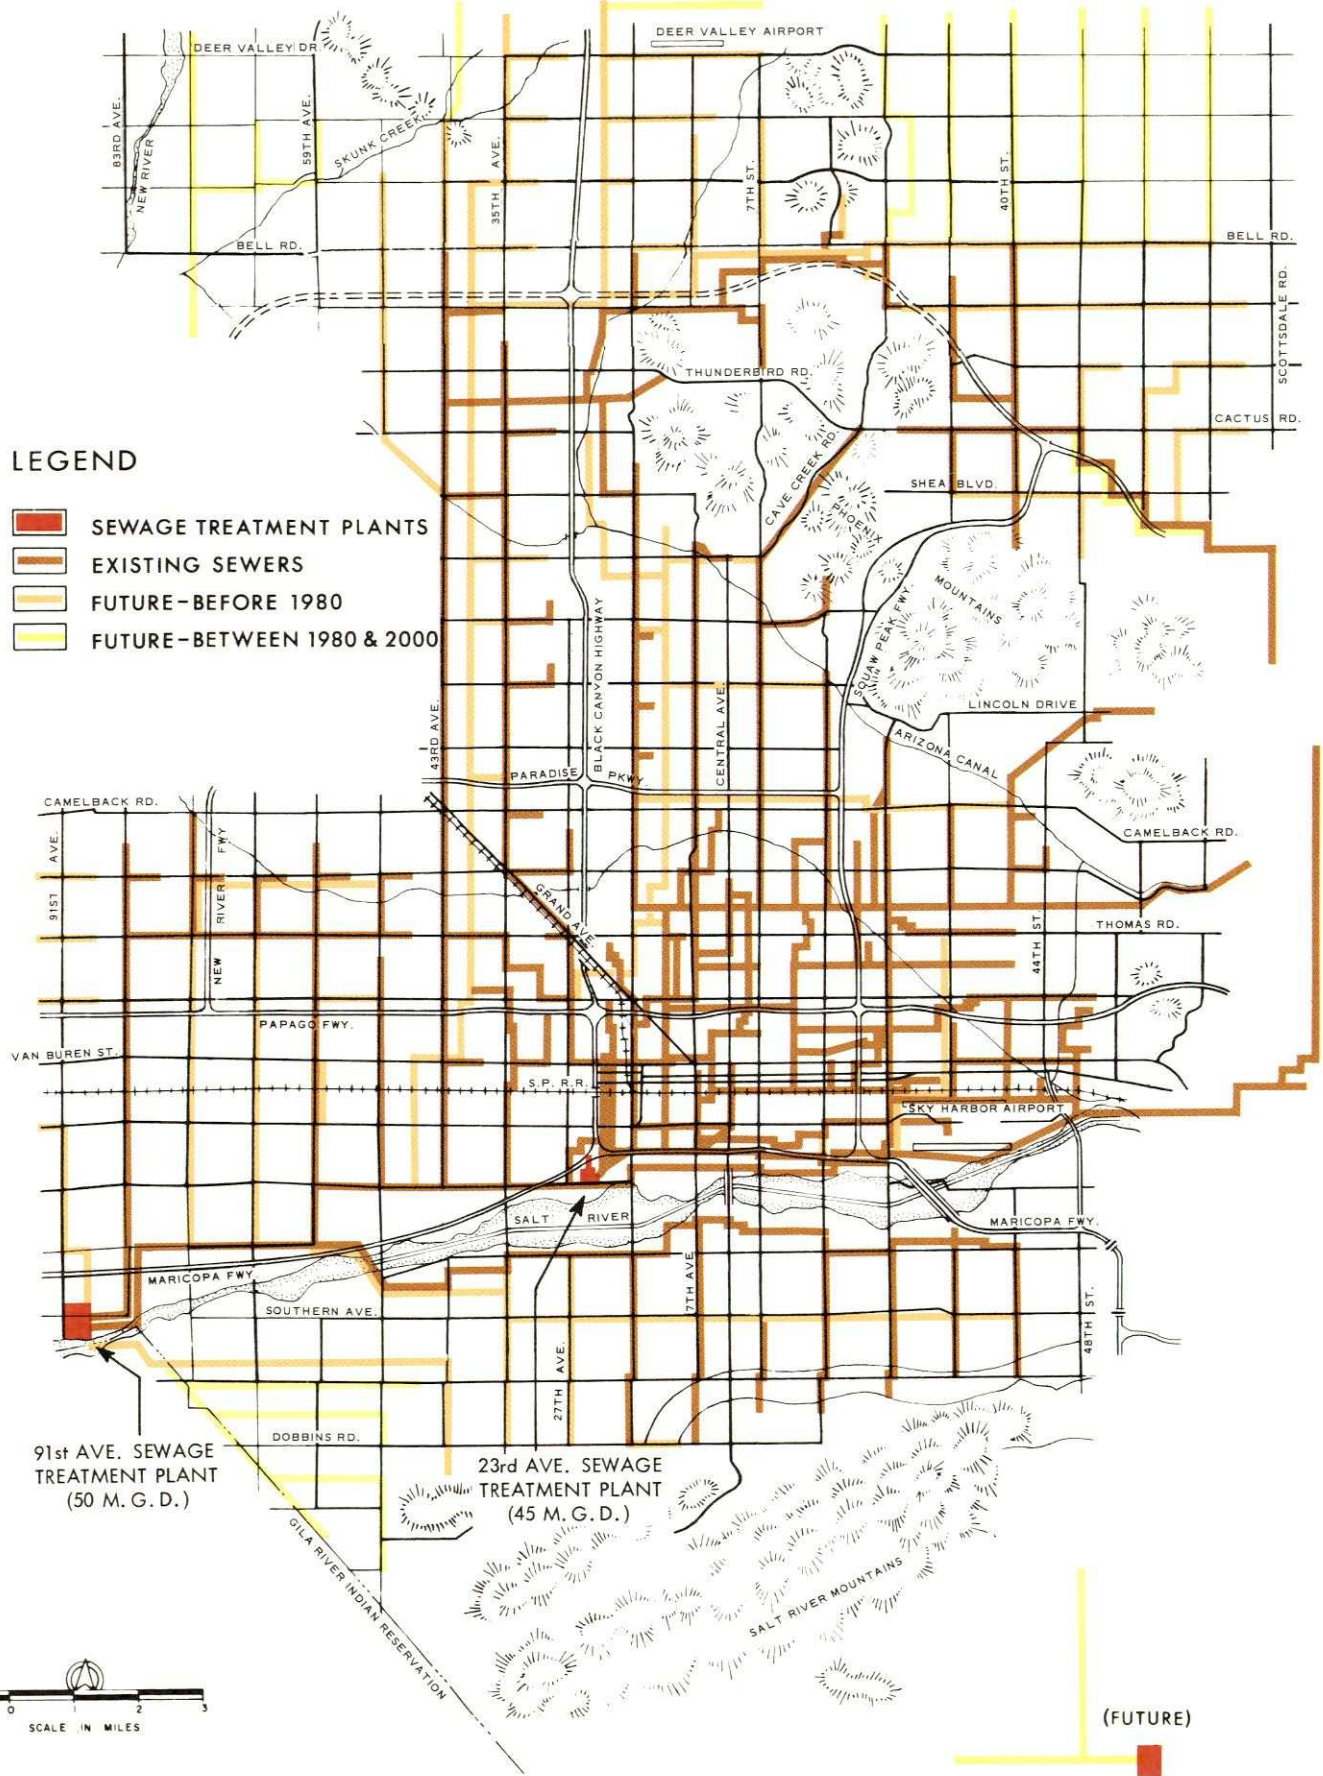 DEER VALLEY AIRPORT
DEER VALLEY DR.
83RD AVE.
NEW RIVER
59TH AVE.
SKUNK CREEK
35TH AVE.
7TH ST.
40TH ST.
BELL RD.
BELL RD.
SCOTTSDALE RD.
THUNDERBIRD RD.
CACTUS RD.
CAVE CREEK RD.
SHEA BLVD.
PHOENIX
MOUNTAINS
LEGEND
SEWAGE TREATMENT PLANTS
EXISTING SEWERS
FUTURE-BEFORE 1980
FUTURE-BETWEEN 1980 & 2000
BLACK CANYON HIGHWAY
SQUAW PEAK FWY
43RD AVE.
CENTRAL AVE.
LINCOLN DRIVE
ARIZONA CANAL
PARADISE PKWY.
CAMELBACK RD.
CAMELBACK RD.
91ST AVE.
NEW RIVER FWY
GRAND AVE.
44TH ST.
THOMAS RD.
PAPAGO FWY.
VAN BUREN ST.
S.P. R.R.
SKY HARBOR AIRPORT
SALT RIVER
MARICOPA FWY.
MARICOPA FWY
7TH AVE
48TH ST.
SOUTHERN AVE.
27TH AVE.
DOBBINS RD.
91st AVE. SEWAGE
TREATMENT PLANT
(50 M.G.D.)
23rd AVE. SEWAGE
TREATMENT PLANT
(45 M.G.D.)
GILA RIVER INDIAN RESERVATION
SALT RIVER MOUNTAINS
0 1 2 3
SCALE IN MILES
(FUTURE)